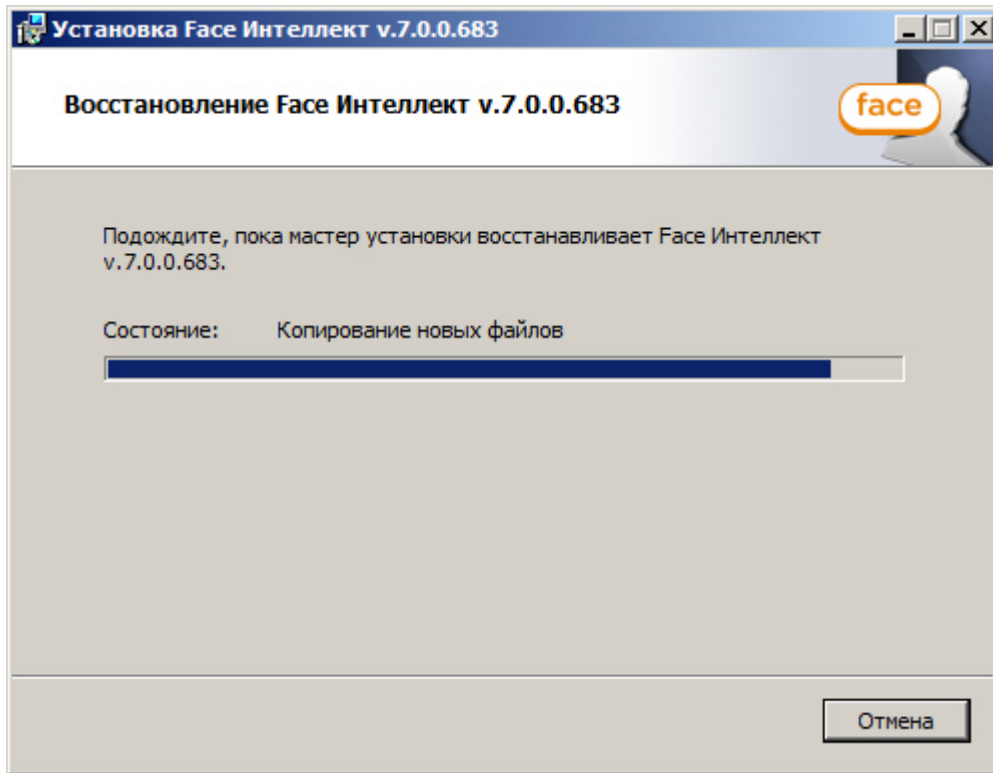 Установка Face Интеллект v.7.0.0.683
Восстановление Face Интеллект v.7.0.0.683
face
Подождите, пока мастер установки восстанавливает Face Интеллект
v.7.0.0.683.
Состояние: Копирование новых файлов
Отмена